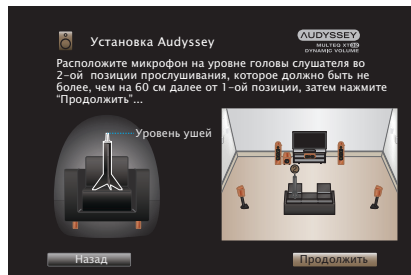 Установка Audyssey
AUDYSSEY
MULTEQ XT32
DYNAMIC VOLUME
Расположите микрофон на уровне головы слушателя во
2-ой позиции прослушивания, которое должно быть не
более, чем на 60 см далее от 1-ой позиции, затем нажмите
“Продолжить”...
Уровень ушей
Назад
Продолжить